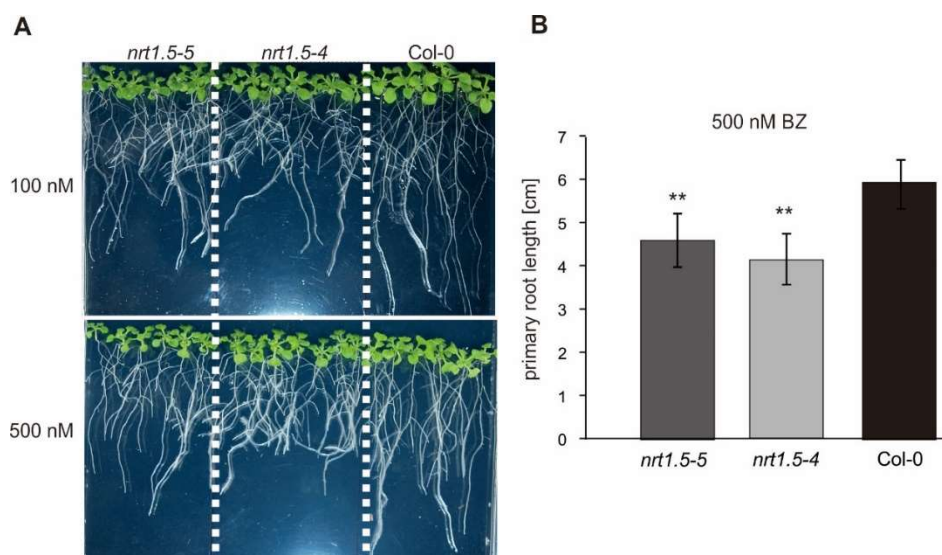 A
nrt1.5-5 nrt1.5-4 Col-0
100 nM
500 nM
B
500 nM BZ
primary root length [cm]
7
6
5
4
3
2
1
0
** **
nrt1.5-5 nrt1.5-4 Col-0